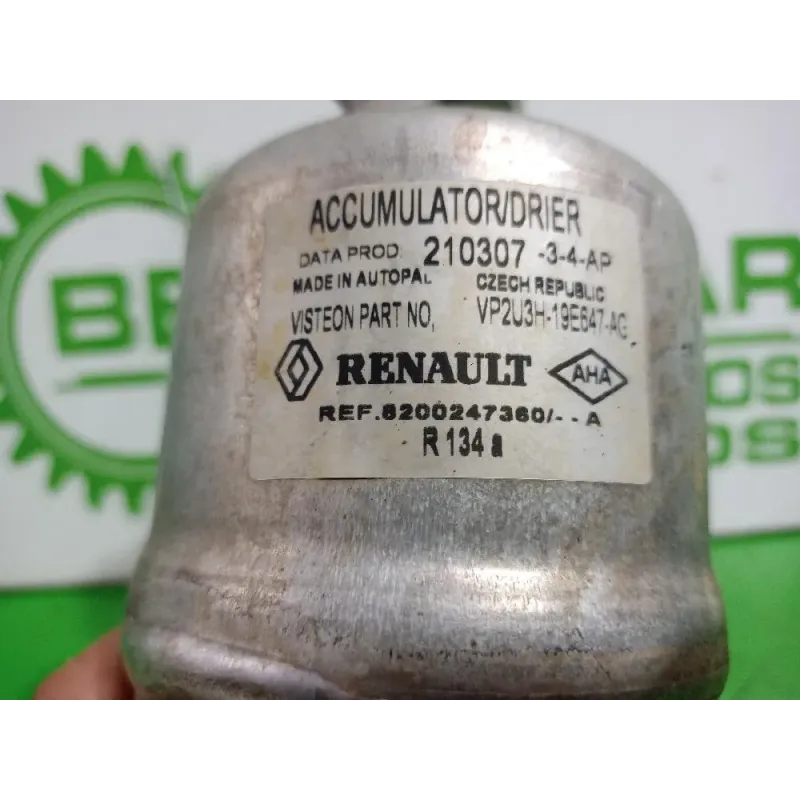 ACCUMULATOR/DRIER
DATA PROD. 210307 -3-4-AP
MADE IN AUTOPAL CZECH REPUBLIC
VISTEON PART NO, VP2U3H-19E647-AG
RENAULT AHA
REF.8200247360/- - A
R 134 a